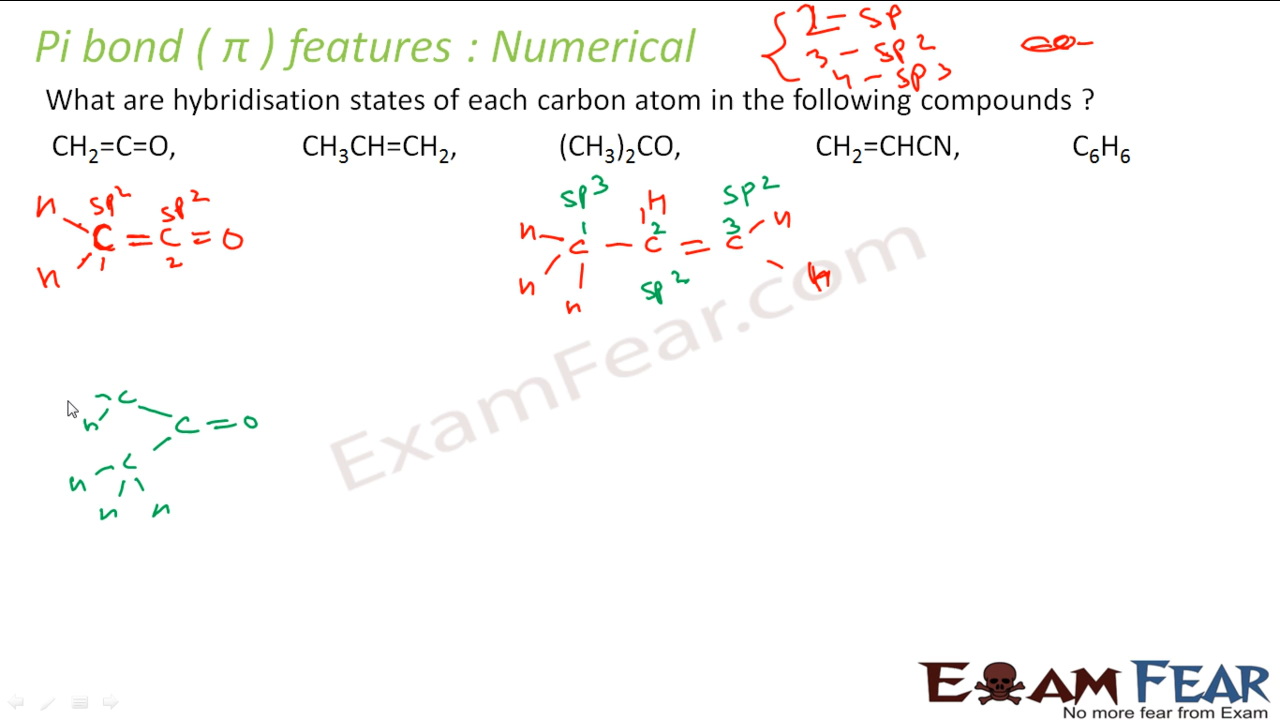 Pi bond ( π ) features : Numerical
2 – sp
3 – sp2
4 – sp3
What are hybridisation states of each carbon atom in the following compounds ?
CH₂=C=O, CH₃CH=CH₂, (CH₃)₂CO, CH₂=CHCN, C₆H₆
sp³ H sp²
H sp² sp² H 1 2 3 H
C = C = O C – C = C
H 1 2 H H sp² H
ExamFear.com
C
H C = O
H C
H H
EXAM FEAR
No more fear from Exam